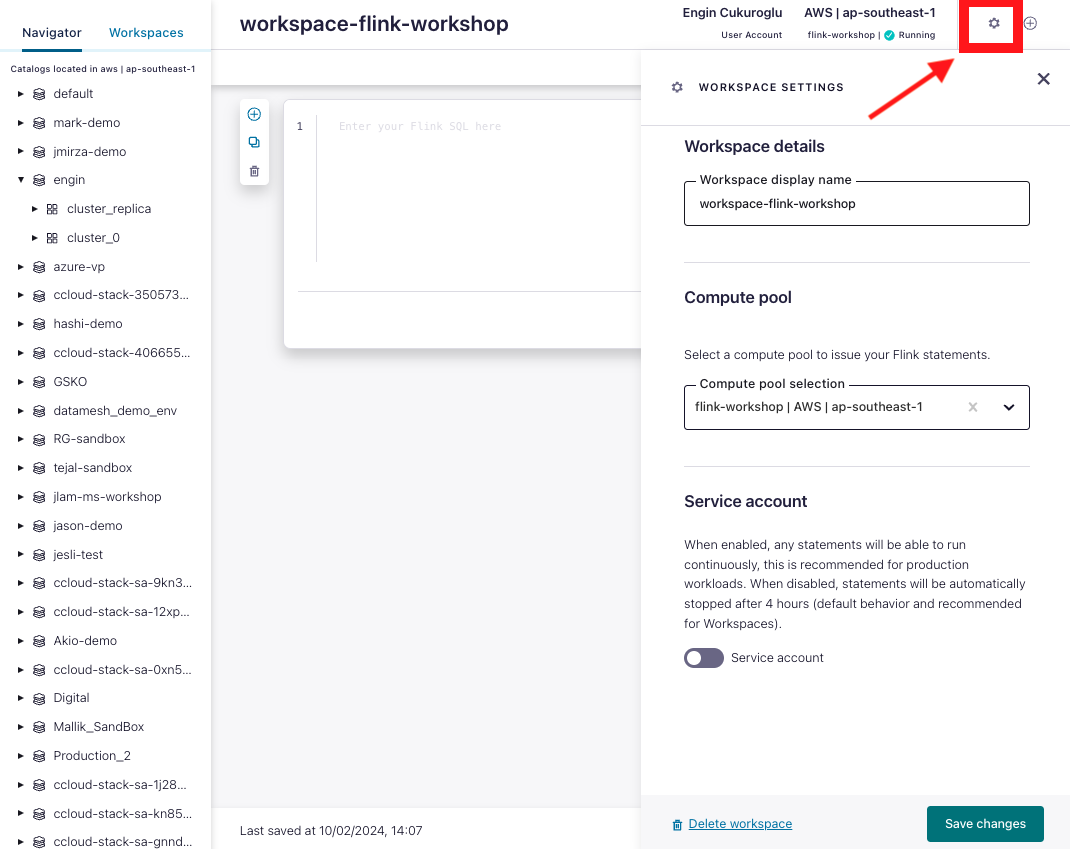 Navigator
Workspaces
Catalogs located in aws | ap-southeast-1
default
mark-demo
jmirza-demo
engin
cluster_replica
cluster_0
azure-vp
ccloud-stack-350573...
hashi-demo
ccloud-stack-406655...
GSKO
datamesh_demo_env
RG-sandbox
tejal-sandbox
jlam-ms-workshop
jason-demo
jesli-test
ccloud-stack-sa-9kn3...
ccloud-stack-sa-12xp...
Akio-demo
ccloud-stack-sa-0xn5...
Digital
Mallik_SandBox
Production_2
ccloud-stack-sa-1j28...
ccloud-stack-sa-kn85...
ccloud-stack-sa-gnnd...
workspace-flink-workshop
Engin Cukuroglu
User Account
AWS | ap-southeast-1
flink-workshop | Running
1
Enter your Flink SQL here
Last saved at 10/02/2024, 14:07
WORKSPACE SETTINGS
Workspace details
Workspace display name
workspace-flink-workshop
Compute pool
Select a compute pool to issue your Flink statements.
Compute pool selection
flink-workshop | AWS | ap-southeast-1
Service account
When enabled, any statements will be able to run
continuously, this is recommended for production
workloads. When disabled, statements will be automatically
stopped after 4 hours (default behavior and recommended
for Workspaces).
Service account
Delete workspace
Save changes